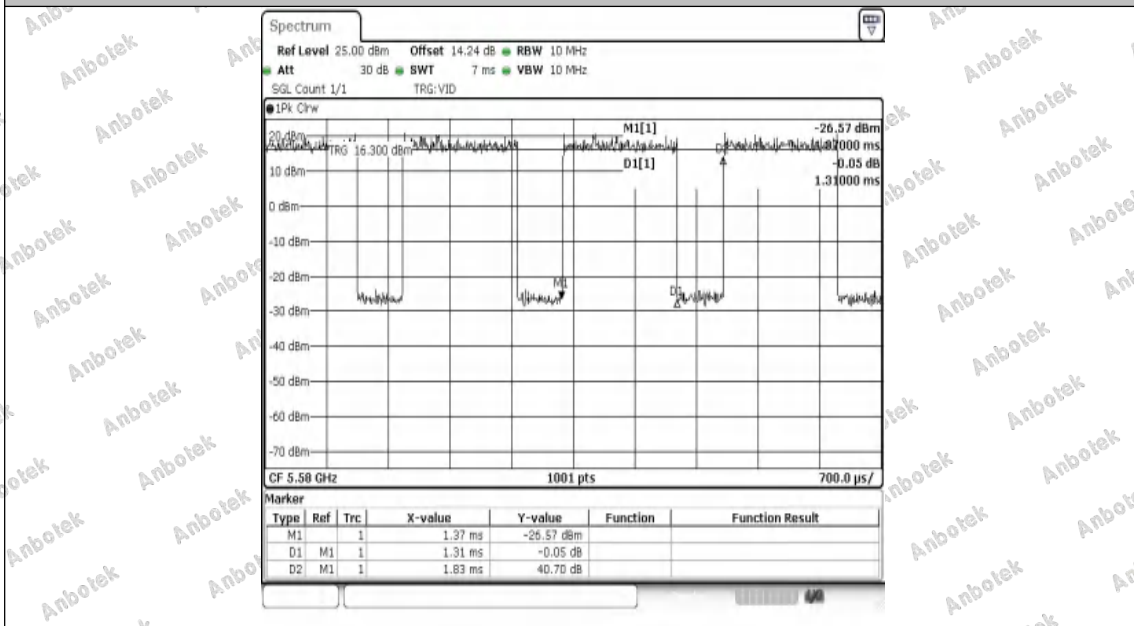 Spectrum
Ref Level 25.00 dBm Offset 14.24 dB RBW 10 MHz
Att 30 dB SWT 7 ms VBW 10 MHz
SGL Count 1/1 TRG:VID
1Pk Clrw
M1[1] -26.57 dBm
20 dBm
TRG 16.300 dBm
D1[1] -0.05 dB
10 dBm
1.31000 ms
0 dBm
-10 dBm
-20 dBm
M1
D1
-30 dBm
-40 dBm
-50 dBm
-60 dBm
-70 dBm
CF 5.58 GHz 1001 pts 700.0 µs/
Marker
Type Ref Trc X-value Y-value Function Function Result
M1 1 1.37 ms -26.57 dBm
D1 M1 1 1.31 ms -0.05 dB
D2 M1 1 1.83 ms 40.70 dB
Anbotek